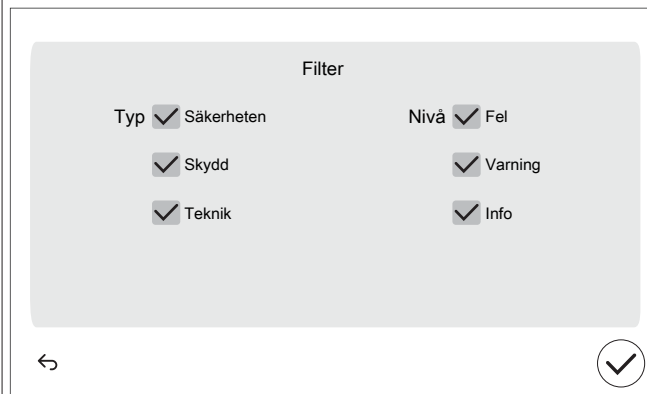 Filter
Typ Säkerheten Nivå Fel
Skydd Varning
Teknik Info